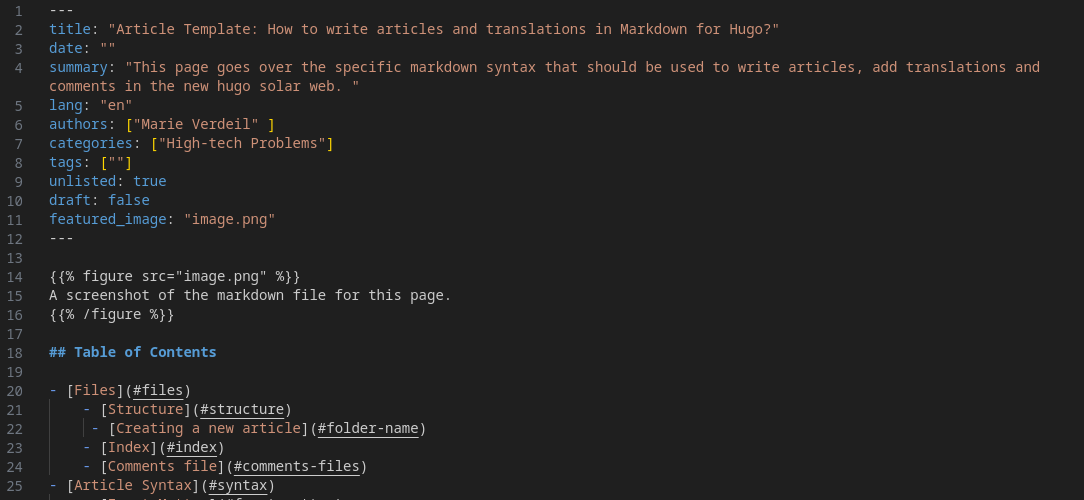 1 ---
2 title: "Article Template: How to write articles and translations in Markdown for Hugo?"
3 date: ""
4 summary: "This page goes over the specific markdown syntax that should be used to write articles, add translations and
comments in the new hugo solar web. "
5 lang: "en"
6 authors: ["Marie Verdeil" ]
7 categories: ["High-tech Problems"]
8 tags: [""]
9 unlisted: true
10 draft: false
11 featured_image: "image.png"
12 ---
13
14 {{% figure src="image.png" %}}
15 A screenshot of the markdown file for this page.
16 {{% /figure %}}
17
18 ## Table of Contents
19
20 - [Files](#files)
21 - [Structure](#structure)
22 - [Creating a new article](#folder-name)
23 - [Index](#index)
24 - [Comments file](#comments-files)
25 - [Article Syntax](#syntax)